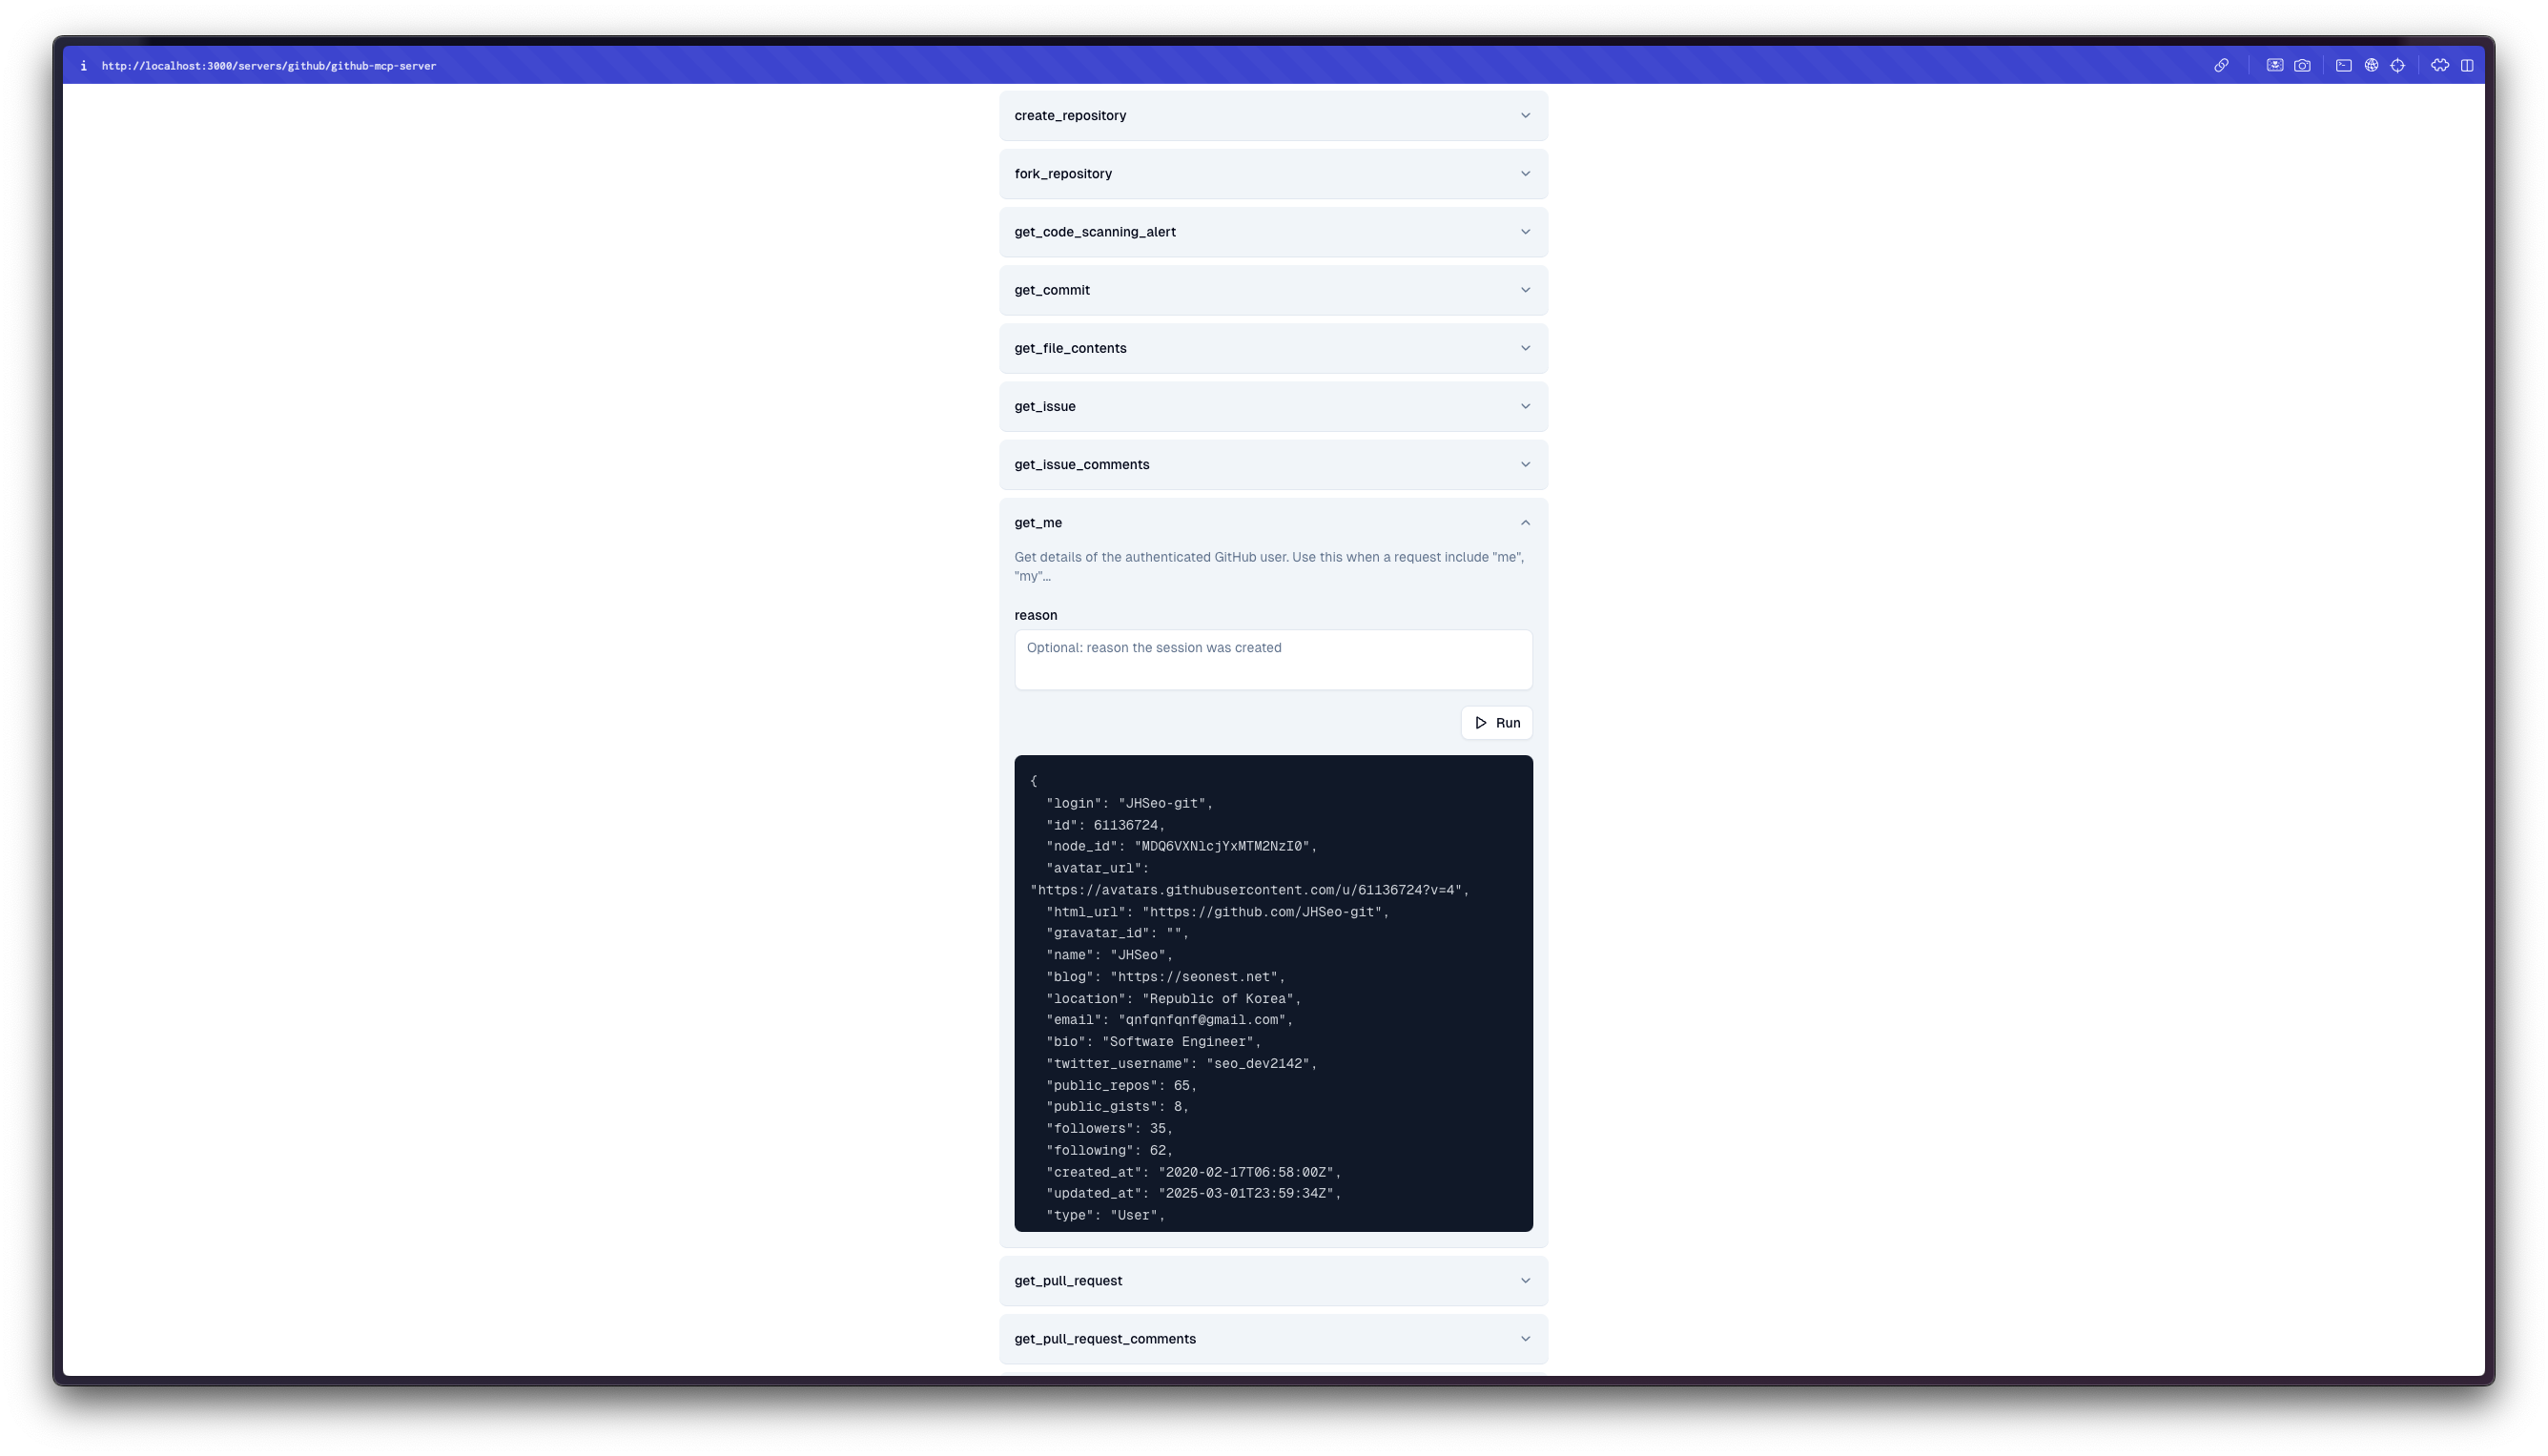 i http://localhost:3000/servers/github/github-mcp-server
create_repository
fork_repository
get_code_scanning_alert
get_commit
get_file_contents
get_issue
get_issue_comments
get_me
Get details of the authenticated GitHub user. Use this when a request include "me",
"my"...
reason
Optional: reason the session was created
Run
{
"login": "JHSeo-git",
"id": 61136724,
"node_id": "MDQ6VXNlcjYxMTM2NzI0",
"avatar_url":
"https://avatars.githubusercontent.com/u/61136724?v=4",
"html_url": "https://github.com/JHSeo-git",
"gravatar_id": "",
"name": "JHSeo",
"blog": "https://seonest.net",
"location": "Republic of Korea",
"email": "qnfqnfqnf@gmail.com",
"bio": "Software Engineer",
"twitter_username": "seo_dev2142",
"public_repos": 65,
"public_gists": 8,
"followers": 35,
"following": 62,
"created_at": "2020-02-17T06:58:00Z",
"updated_at": "2025-03-01T23:59:34Z",
"type": "User",
get_pull_request
get_pull_request_comments